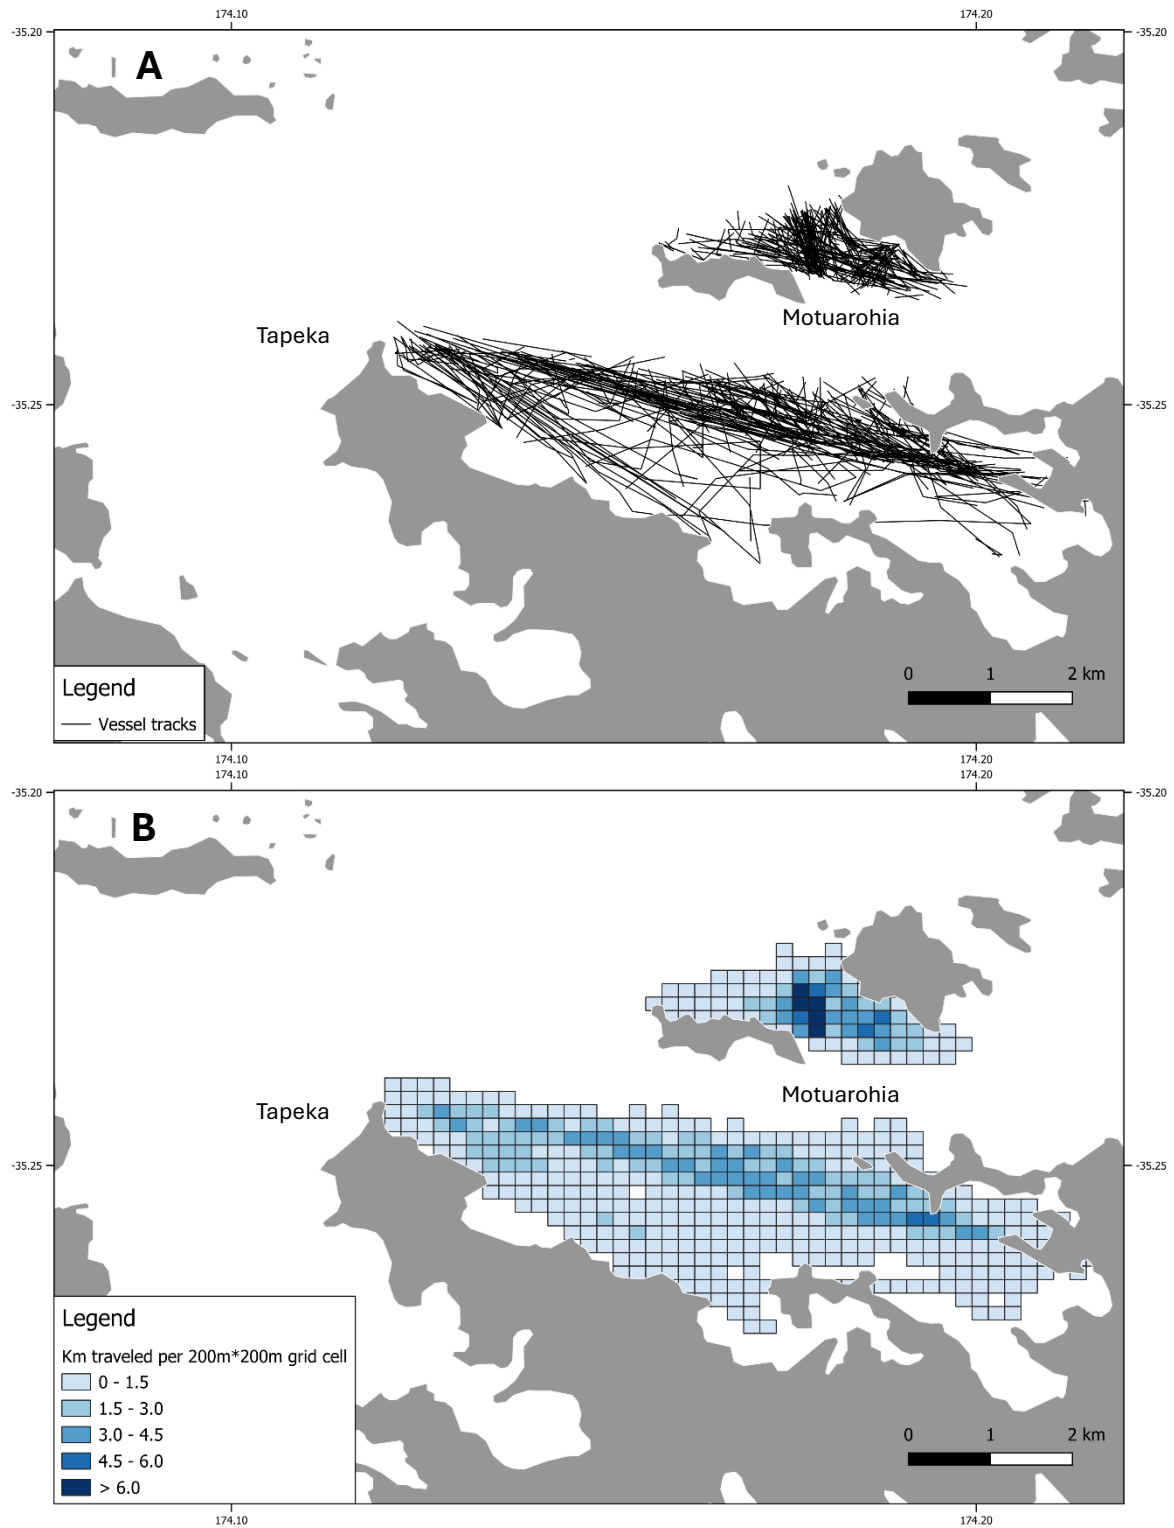 174.10 174.20
-35.20 -35.20
A
Motuarohia
Tapeka
-35.25 -35.25
0 1 2 km
Legend
Vessel tracks
174.10 174.20
174.10 174.20
-35.20 -35.20
B
Motuarohia
Tapeka
-35.25 -35.25
Legend
Km traveled per 200m*200m grid cell
0 - 1.5
1.5 - 3.0
3.0 - 4.5
4.5 - 6.0
> 6.0
0 1 2 km
174.10 174.20